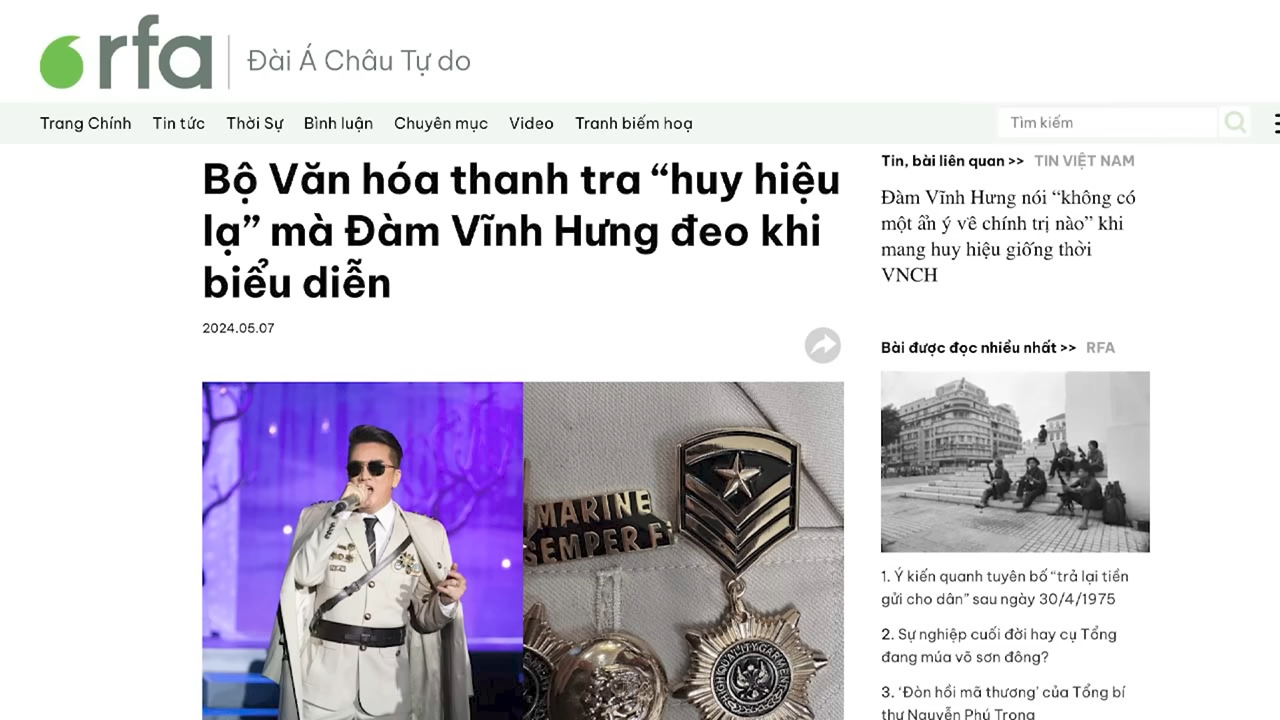 rfa
Đài Á Châu Tự do
Trang Chính Tin tức Thời Sự Bình luận Chuyên mục Video Tranh biếm hoạ
Tìm kiếm
Bộ Văn hóa thanh tra “huy hiệu
lạ” mà Đàm Vĩnh Hưng đeo khi
biểu diễn
2024.05.07
MARINE
SEMPER Fi
HIGH QUALITY GARMENT
Tin, bài liên quan >> TIN VIỆT NAM
Đàm Vĩnh Hưng nói “không có
một ẩn ý về chính trị nào” khi
mang huy hiệu giống thời
VNCH
Bài được đọc nhiều nhất >> RFA
1. Ý kiến quanh tuyên bố “trả lại tiền
gửi cho dân” sau ngày 30/4/1975
2. Sự nghiệp cuối đời hay cụ Tổng
đang múa võ sơn đông?
3. ‘Đòn hồi mã thương’ của Tổng bí
thư Nguyễn Phú Trọng